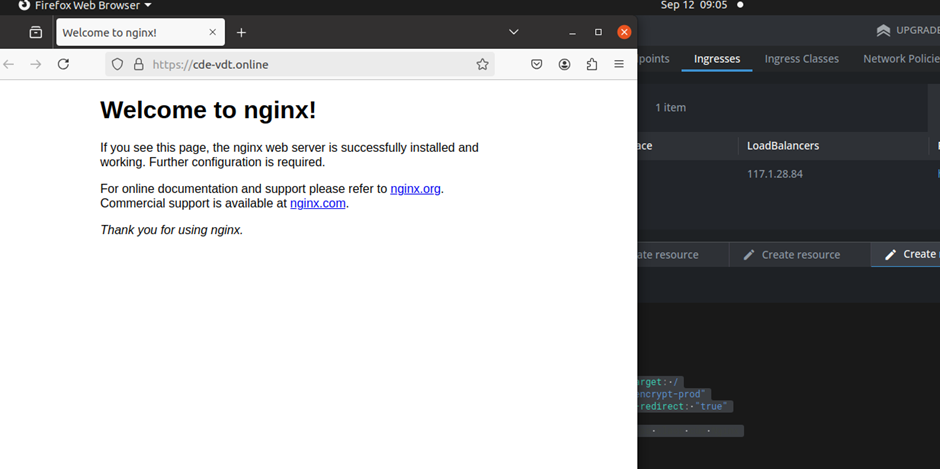 Firefox Web Browser
Sep 12 09:05
Welcome to nginx!
https://cde-vdt.online
Welcome to nginx!
If you see this page, the nginx web server is successfully installed and
working. Further configuration is required.
For online documentation and support please refer to nginx.org.
Commercial support is available at nginx.com.
Thank you for using nginx.
UPGRADE
points Ingresses Ingress Classes Network Policie
1 item
ace LoadBalancers
117.1.28.84
ate resource Create resource Create
arget: /
encrypt-prod"
redirect: "true"